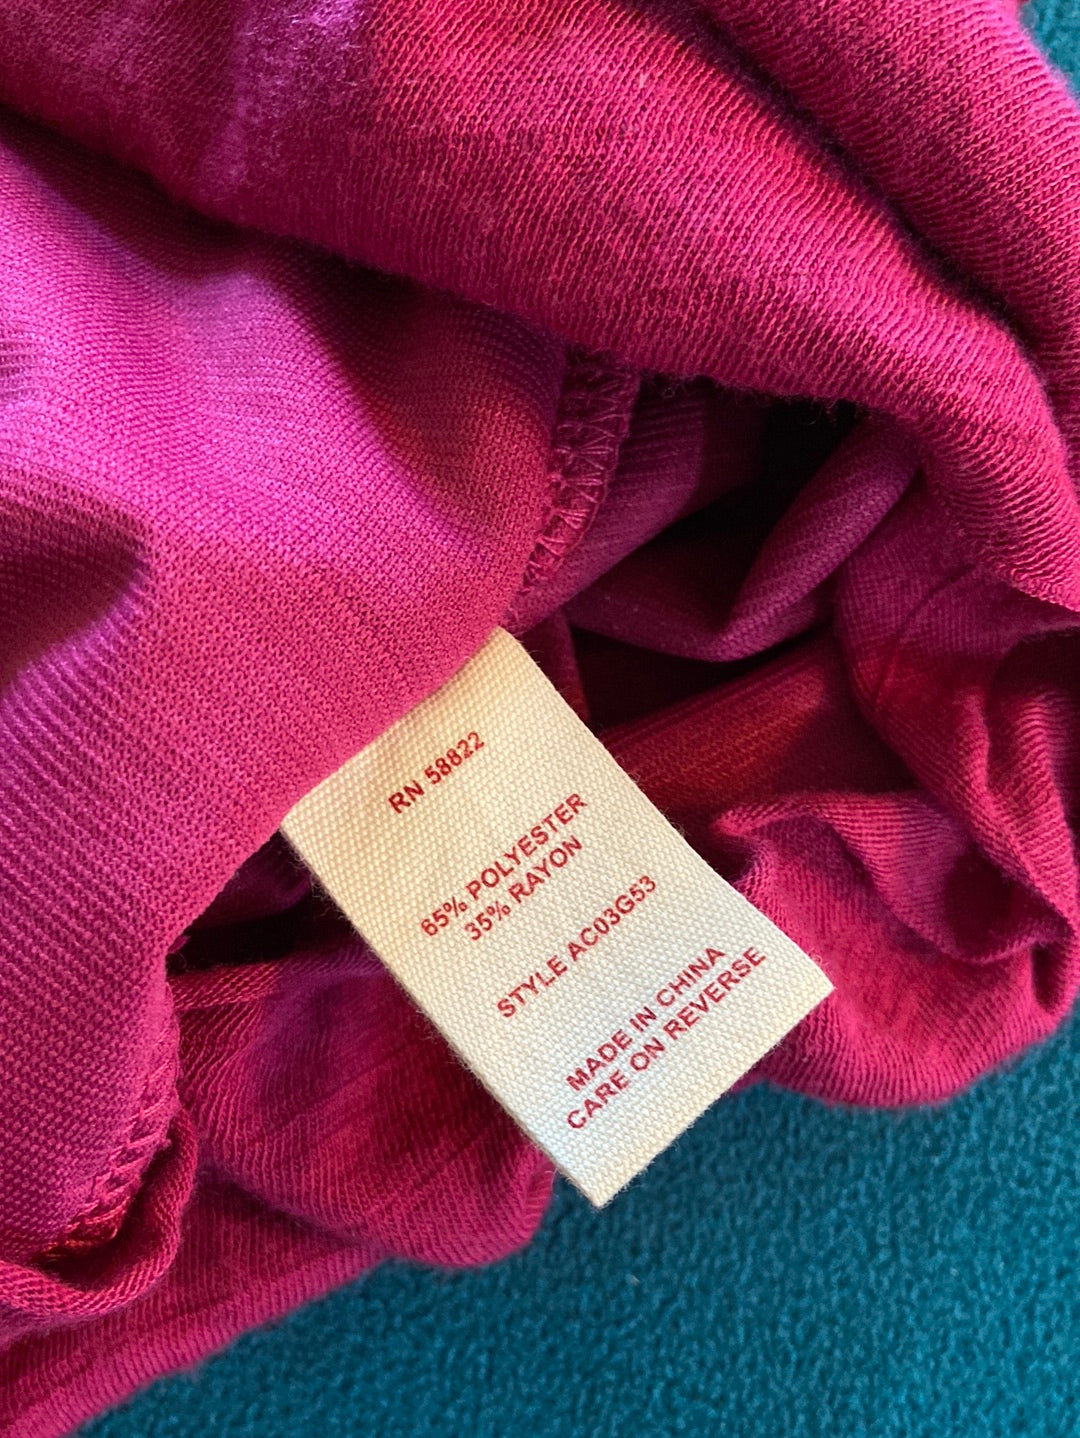 RN 58822
65% POLYESTER
35% RAYON
STYLE AC03G53
MADE IN CHINA
CARE ON REVERSE